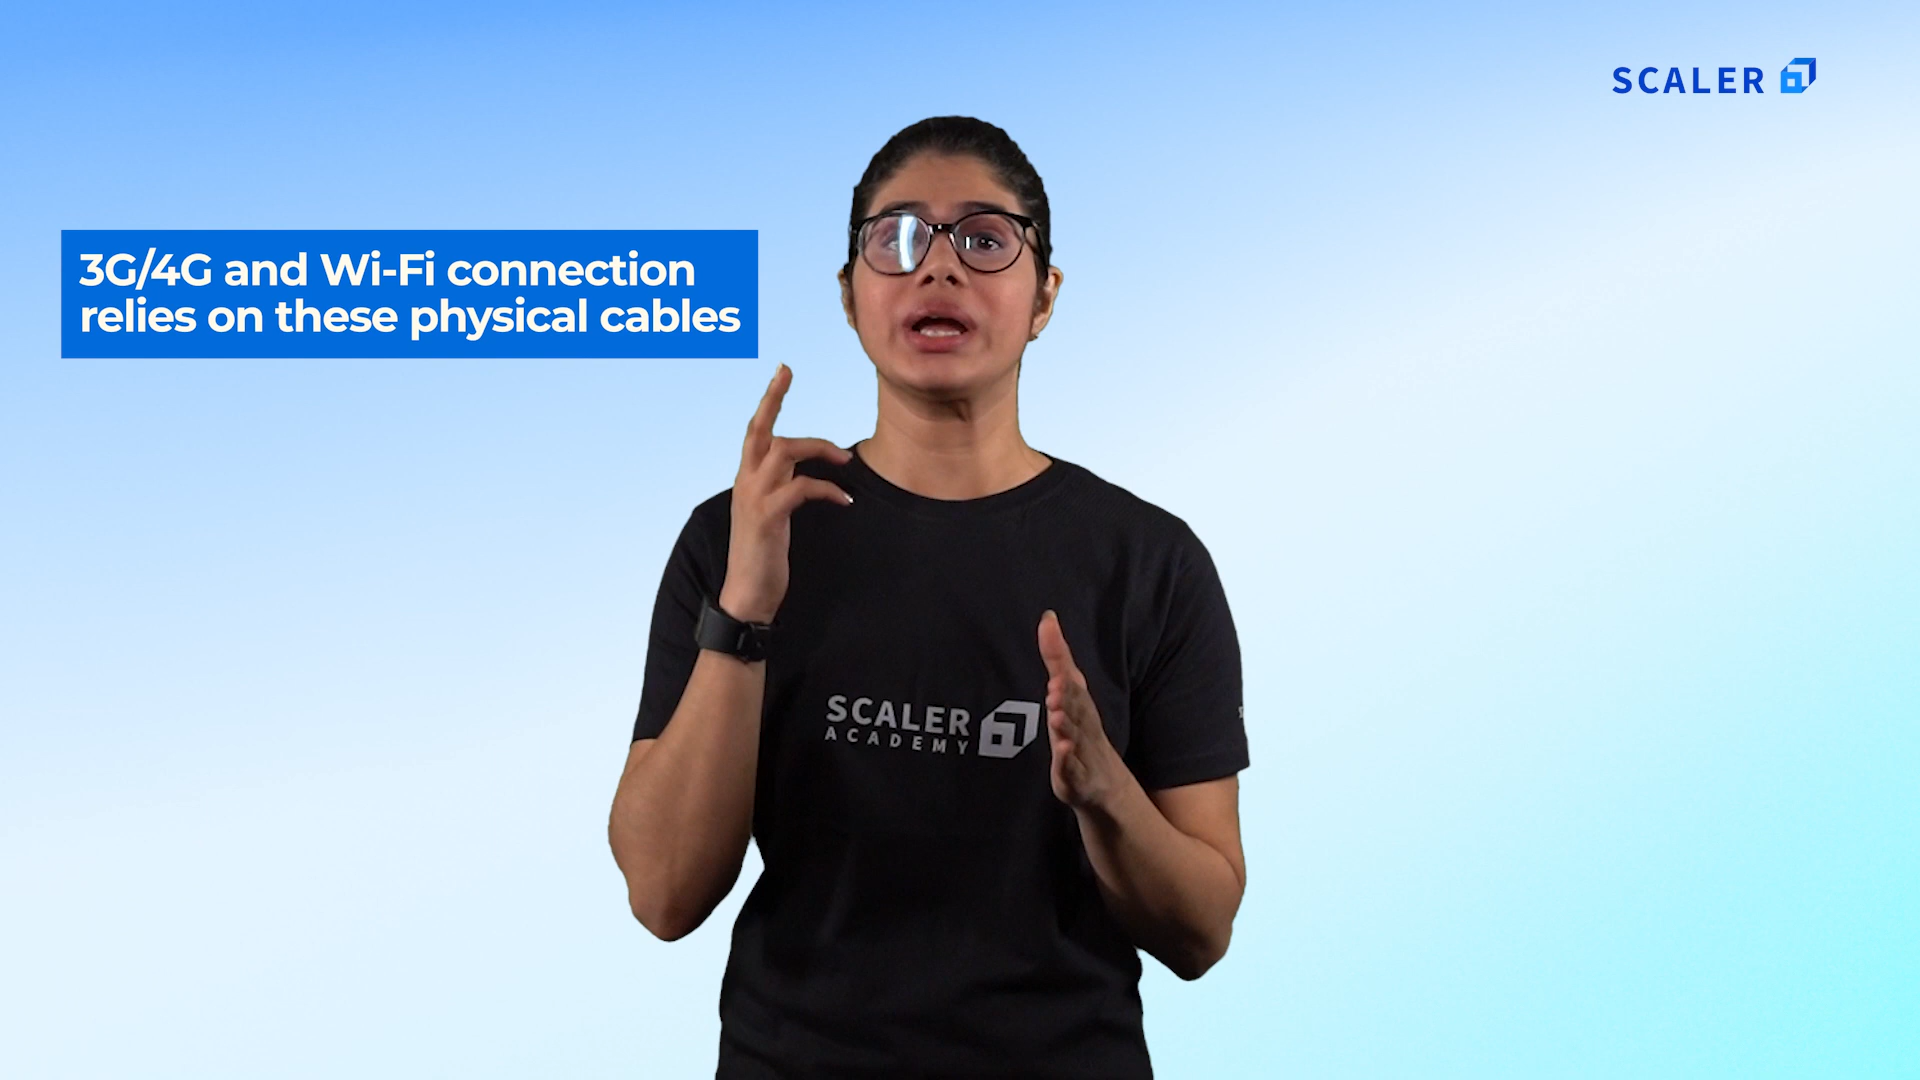 SCALER
3G/4G and Wi-Fi connection
relies on these physical cables
SCALER
ACADEMY